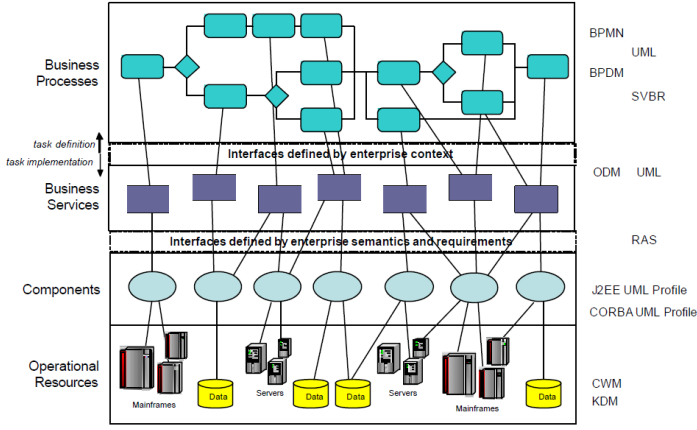 BPMN
UML
Business
Processes
BPDM
SVBR
task definition
task implementation
Interfaces defined by enterprise context
ODM UML
Business
Services
Interfaces defined by enterprise semantics and requirements
RAS
Components
J2EE UML Profile
CORBA UML Profile
Operational
Resources
Mainframes
Data
Servers
Data
Data
Servers
Mainframes
Data
CWM
KDM